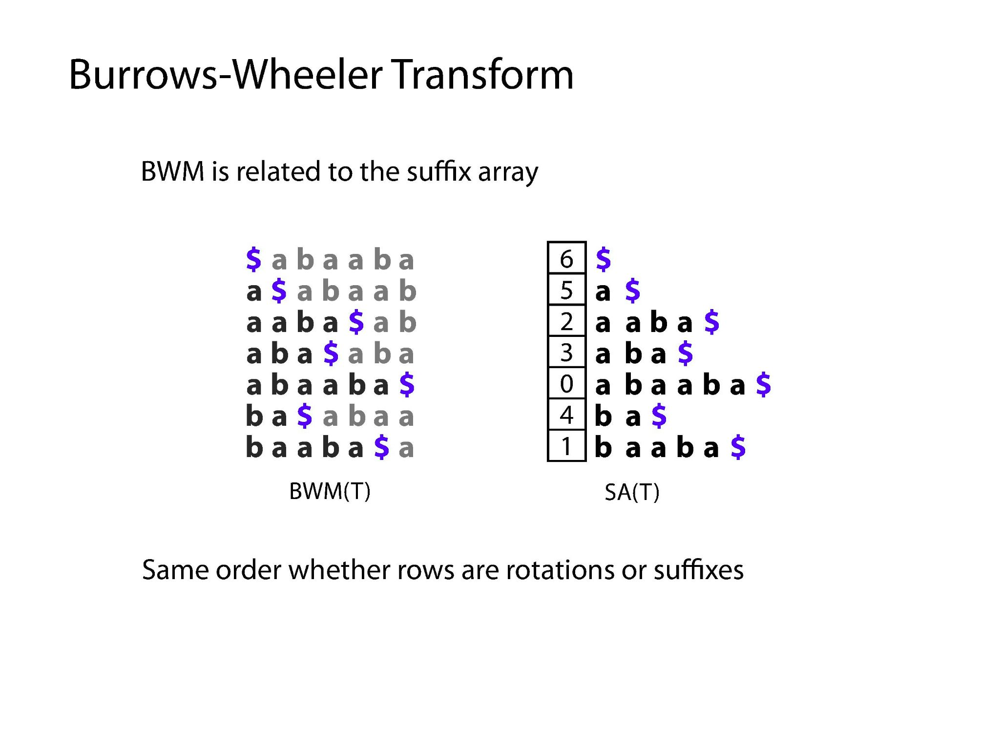 Burrows-Wheeler Transform
BWM is related to the suffix array
$ a b a a b a
a $ a b a a b
a a b a $ a b
a b a $ a b a
a b a a b a $
b a $ a b a a
b a a b a $ a
BWM(T)
6 $
5 a $
2 a a b a $
3 a b a $
0 a b a a b a $
4 b a $
1 b a a b a $
SA(T)
Same order whether rows are rotations or suffixes